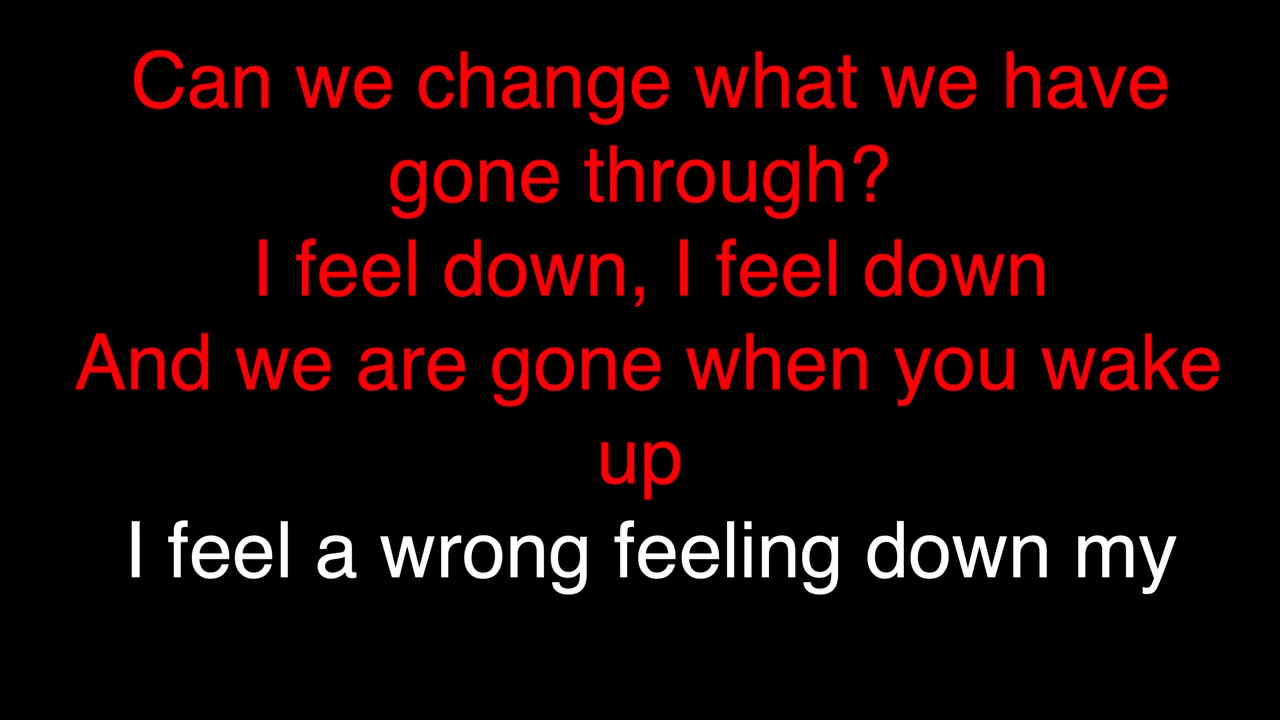 Can we change what we have
gone through?
I feel down, I feel down
And we are gone when you wake
up
I feel a wrong feeling down my